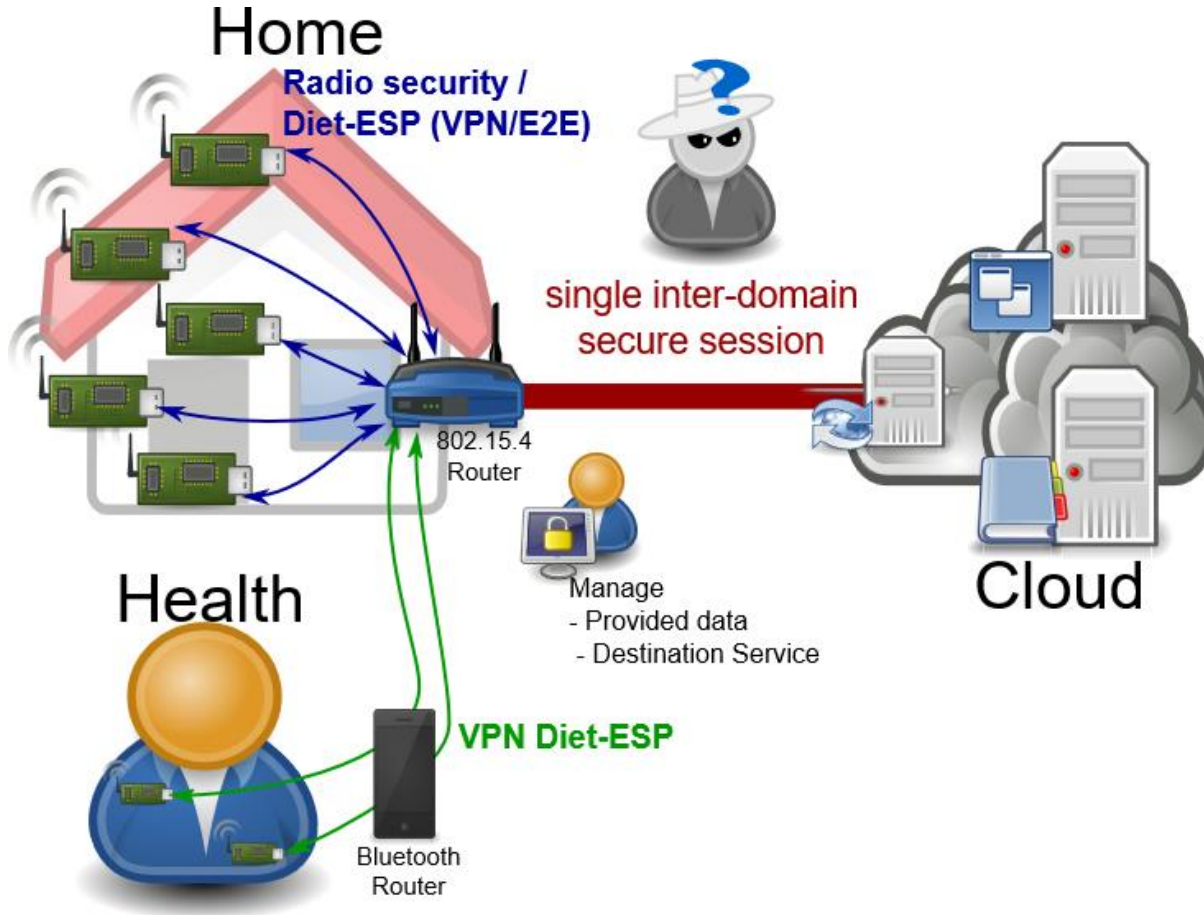 Home
Radio security /
Diet-ESP (VPN/E2E)
single inter-domain
secure session
802.15.4
Router
Manage
- Provided data
- Destination Service
Cloud
Health
VPN Diet-ESP
Bluetooth
Router